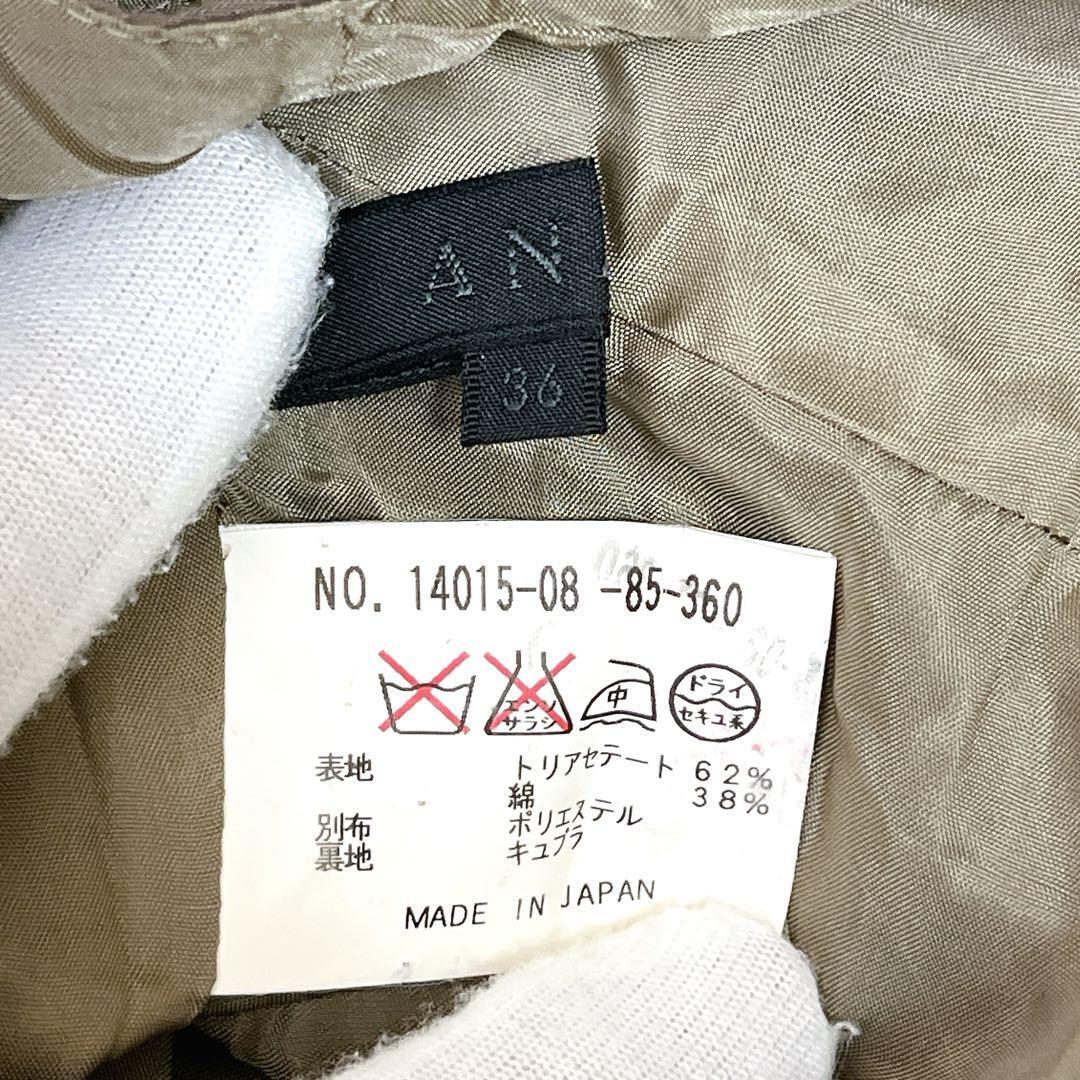 AN
36
NO. 14015-08 -85-360
エンソ
サラシ
中
ドライ
セキユ系
表地 トリアセテート 62%
綿 38%
別布 ポリエステル
裏地 キュプラ
MADE IN JAPAN